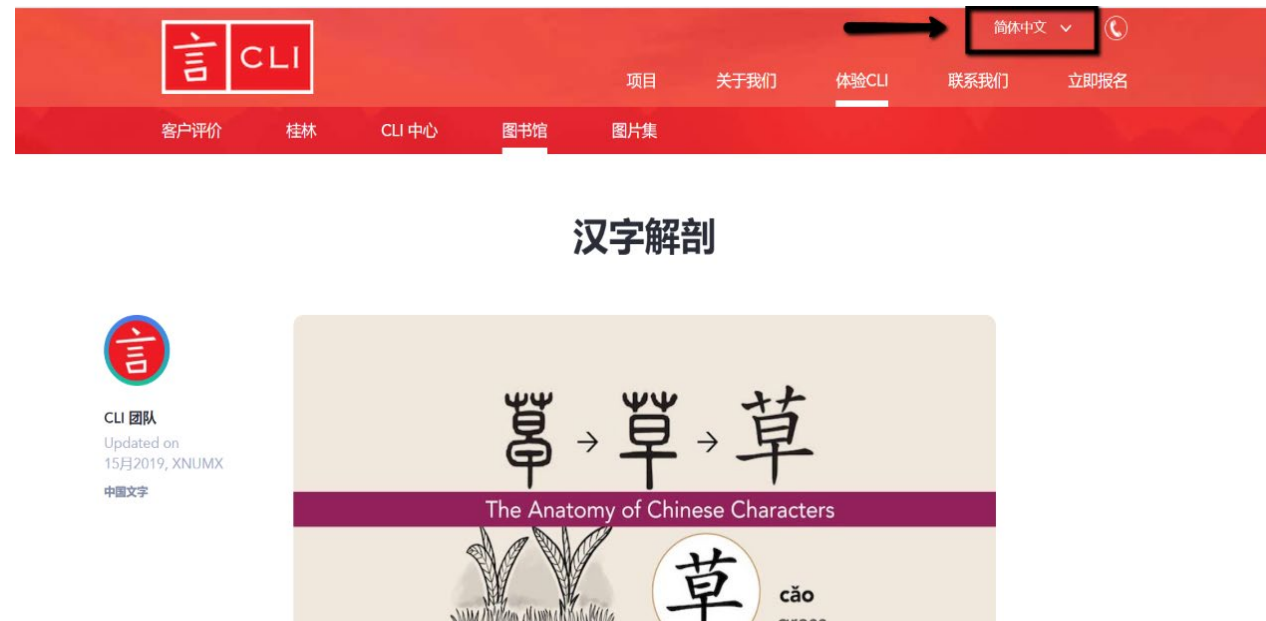 简体中文
言 CLI
项目 关于我们 体验CLI 联系我们 立即报名
客户评价 桂林 CLI 中心 图书馆 图片集
汉字解剖
言
CLI 团队
Updated on
15月2019, XNUMX
中国文字
草 → 草 → 草
The Anatomy of Chinese Characters
草
cǎo
grass